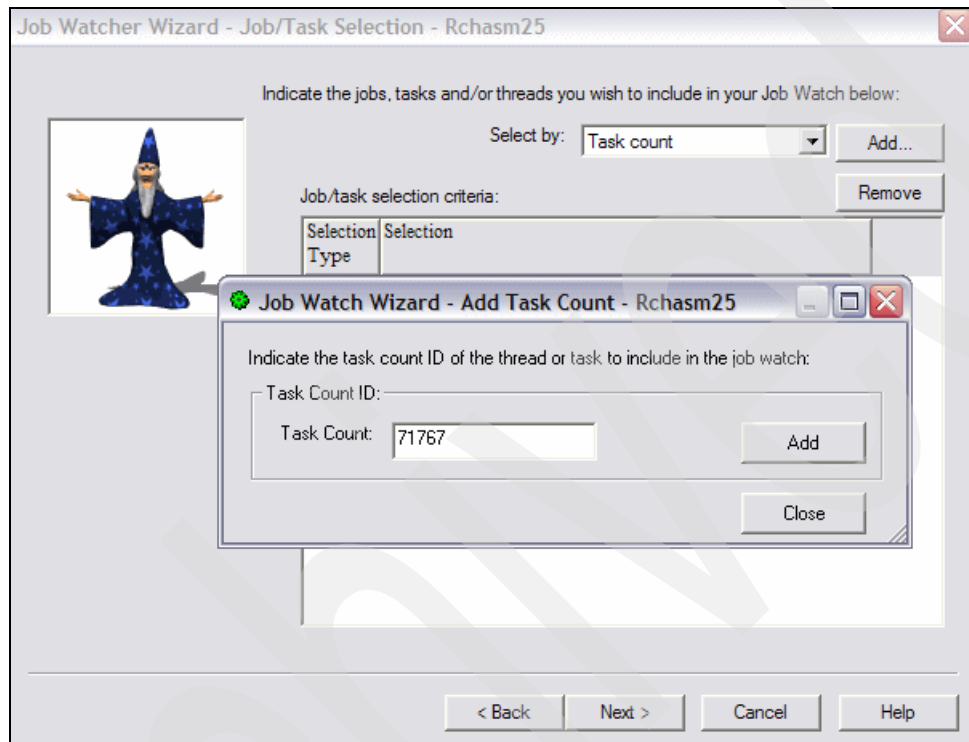 Job Watcher Wizard - Job/Task Selection - Rchasm25
Indicate the jobs, tasks and/or threads you wish to include in your Job Watch below:
Select by: Task count Add...
Job/task selection criteria: Remove
Selection Type Selection
Job Watch Wizard - Add Task Count - Rchasm25
Indicate the task count ID of the thread or task to include in the job watch:
Task Count ID:
Task Count: 71767 Add
Close
< Back Next > Cancel Help